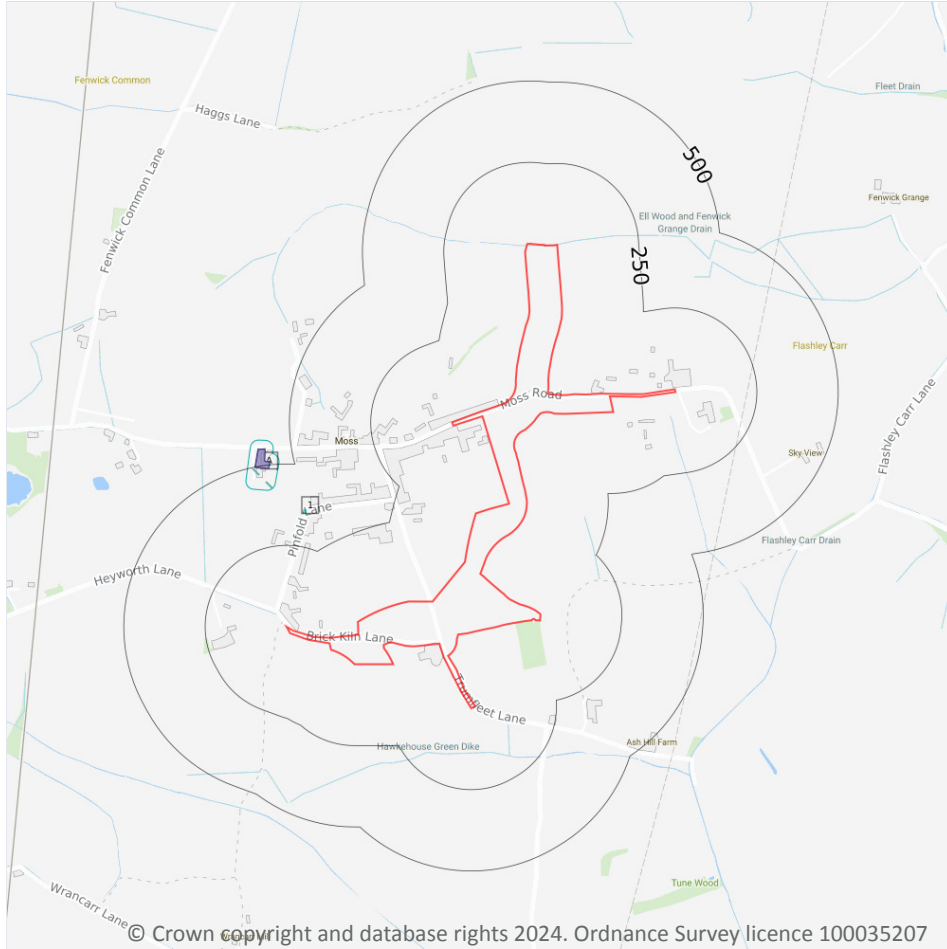 Fenwick Common
Fleet Drain
Haggs Lane
500
Fenwick Common Lane
Fenwick Grange
Ell Wood and Fenwick
Grange Drain
250
Flashley Carr
Moss Road
Flashley Carr Lane
Moss
Sky View
A
1
Pinfold Lane
Flashley Carr Drain
Heyworth Lane
Brick Kiln Lane
Trumfleet Lane
Hawkehouse Green Dike
Ash Hill Farm
Tune Wood
Wrancarr Lane
© Crown copyright and database rights 2024. Ordnance Survey licence 100035207